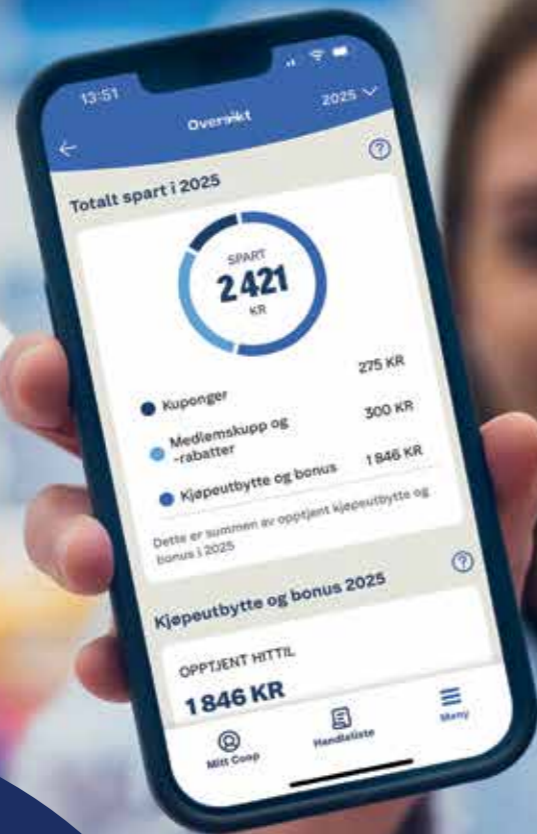 13:51
Oversikt
2025
Totalt spart i 2025
SPART
2 421
KR
Kuponger 275 KR
Medlemskupp og
-rabatter 300 KR
Kjøpeutbytte og bonus 1 846 KR
Dette er summen av opptjent kjøpeutbytte og
bonus i 2025
Kjøpeutbytte og bonus 2025
OPPTJENT HITTIL
1 846 KR
Mitt Coop
Handleliste
Meny